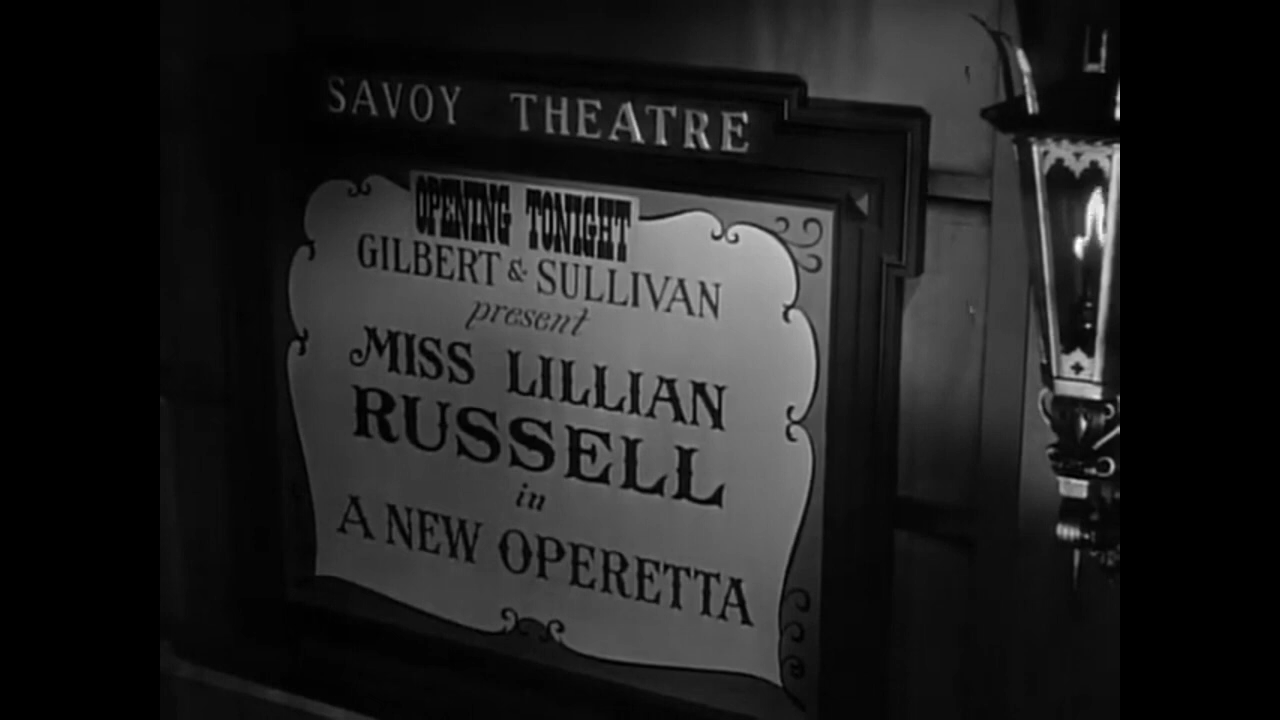 SAVOY THEATRE
OPENING TONIGHT
GILBERT & SULLIVAN
present
MISS LILLIAN
RUSSELL
in
A NEW OPERETTA